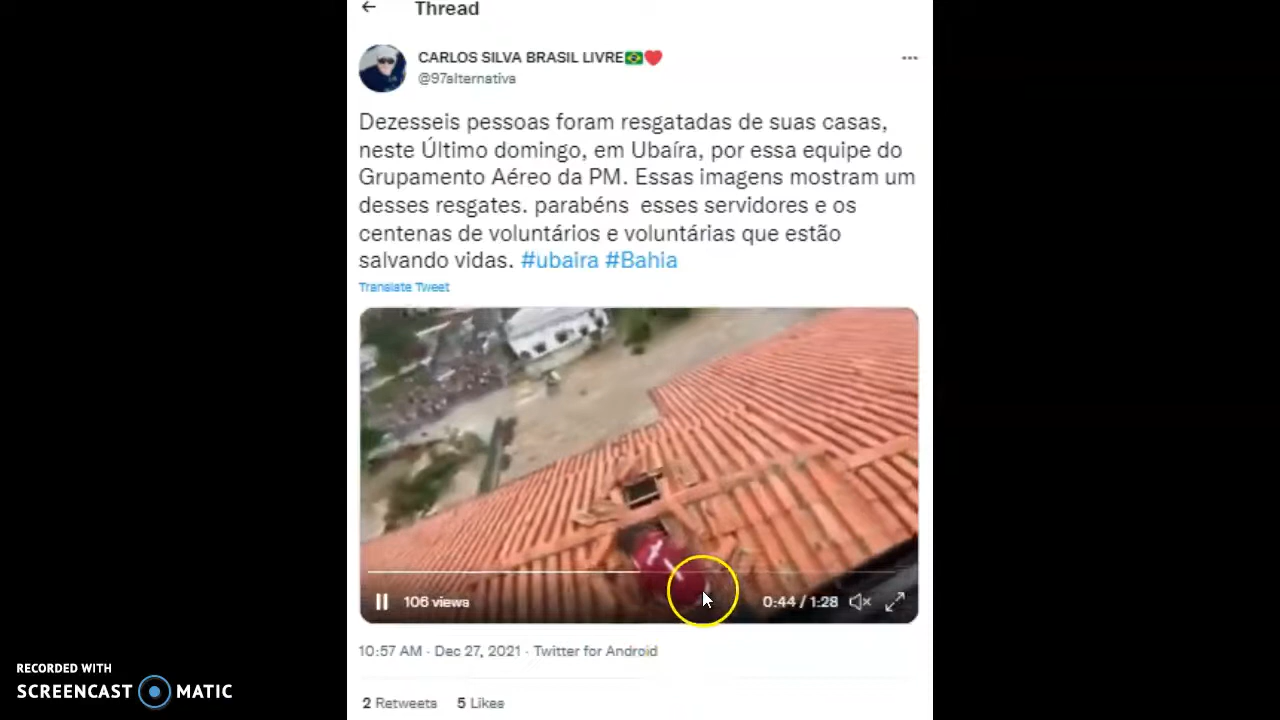 Thread
CARLOS SILVA BRASIL LIVRE🇧🇷❤️
@97alternativa
Dezesseis pessoas foram resgatadas de suas casas,
neste Último domingo, em Ubaíra, por essa equipe do
Grupamento Aéreo da PM. Essas imagens mostram um
desses resgates. parabéns  esses servidores e os
centenas de voluntários e voluntárias que estão
salvando vidas. #ubaira #Bahia
Translate Tweet
106 views
0:44 / 1:28
10:57 AM · Dec 27, 2021 · Twitter for Android
2 Retweets 5 Likes
RECORDED WITH
SCREENCAST MATIC